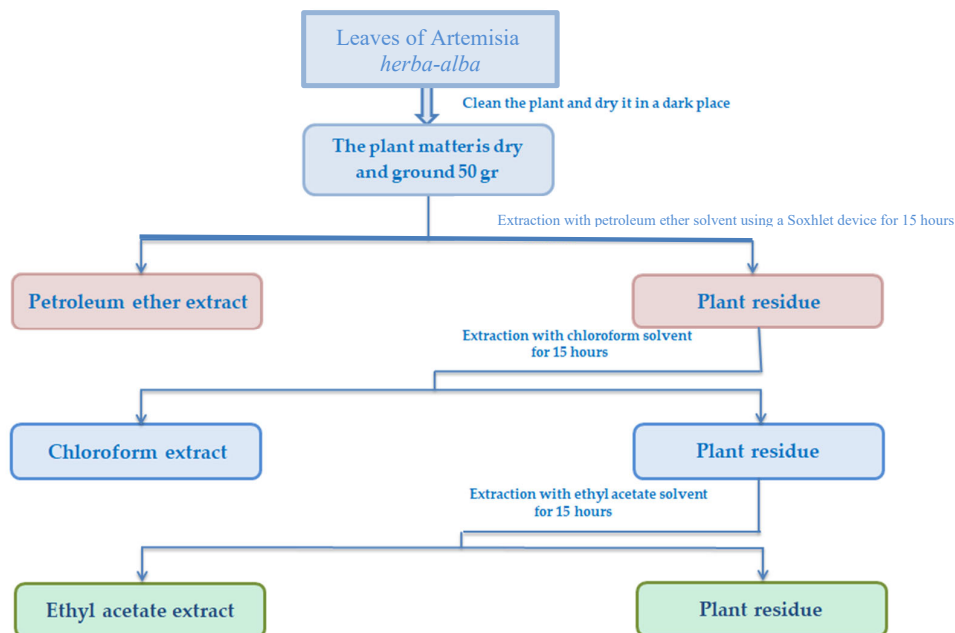 Leaves of Artemisia
herba-alba
Clean the plant and dry it in a dark place
The plant matter is dry
and ground 50 gr
Extraction with petroleum ether solvent using a Soxhlet device for 15 hours
Petroleum ether extract
Plant residue
Extraction with chloroform solvent
for 15 hours
Chloroform extract
Plant residue
Extraction with ethyl acetate solvent
for 15 hours
Ethyl acetate extract
Plant residue